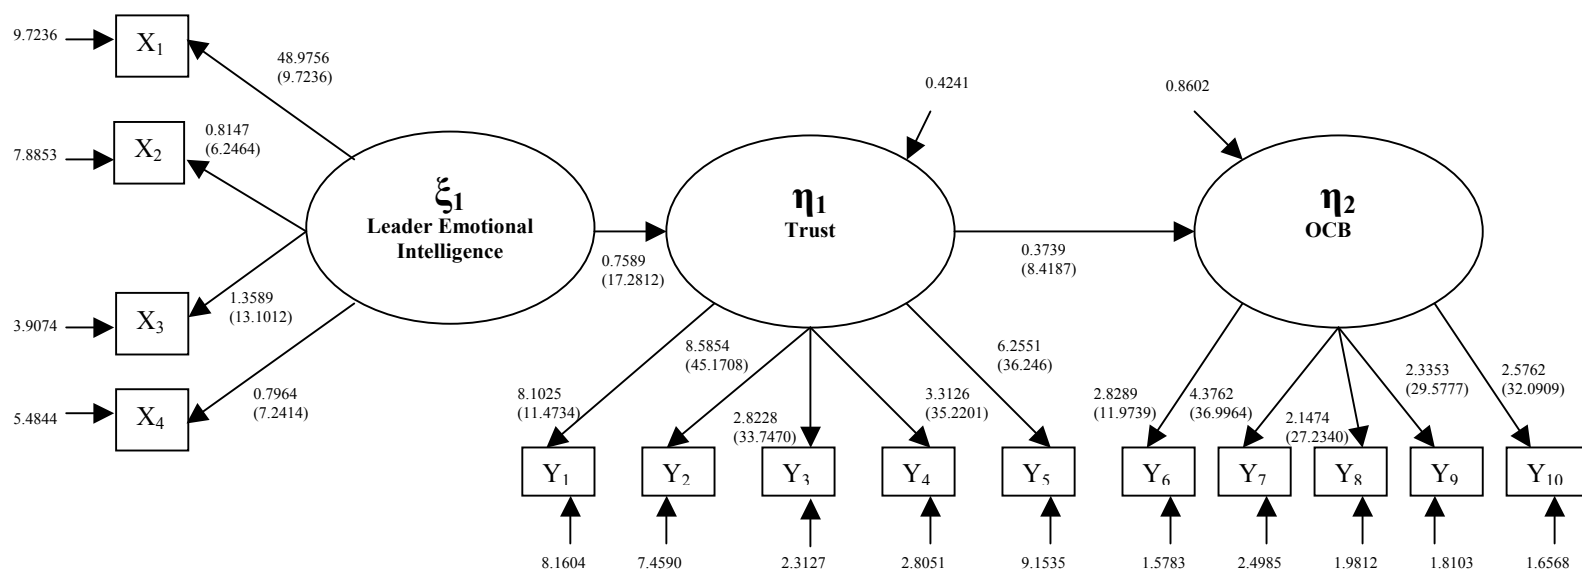 9.7236
X1
48.9756
(9.7236)
0.4241
0.8602
7.8853
X2
0.8147
(6.2464)
ξ1
Leader Emotional
Intelligence
η1
Trust
η2
OCB
0.7589
(17.2812)
0.3739
(8.4187)
3.9074
X3
1.3589
(13.1012)
5.4844
X4
0.7964
(7.2414)
8.1025
(11.4734)
8.5854
(45.1708)
2.8228
(33.7470)
3.3126
(35.2201)
6.2551
(36.246)
2.8289
(11.9739)
4.3762
(36.9964)
2.1474
(27.2340)
2.3353
(29.5777)
2.5762
(32.0909)
Y1
Y2
Y3
Y4
Y5
Y6
Y7
Y8
Y9
Y10
8.1604
7.4590
2.3127
2.8051
9.1535
1.5783
2.4985
1.9812
1.8103
1.6568